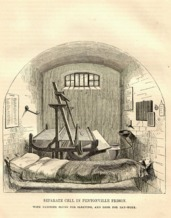 SEPARATE CELL IN PENTONVILLE PRISON
WITH HAMMOCK SLUNG FOR SLEEPING, AND LOOM FOR DAY-WORK.